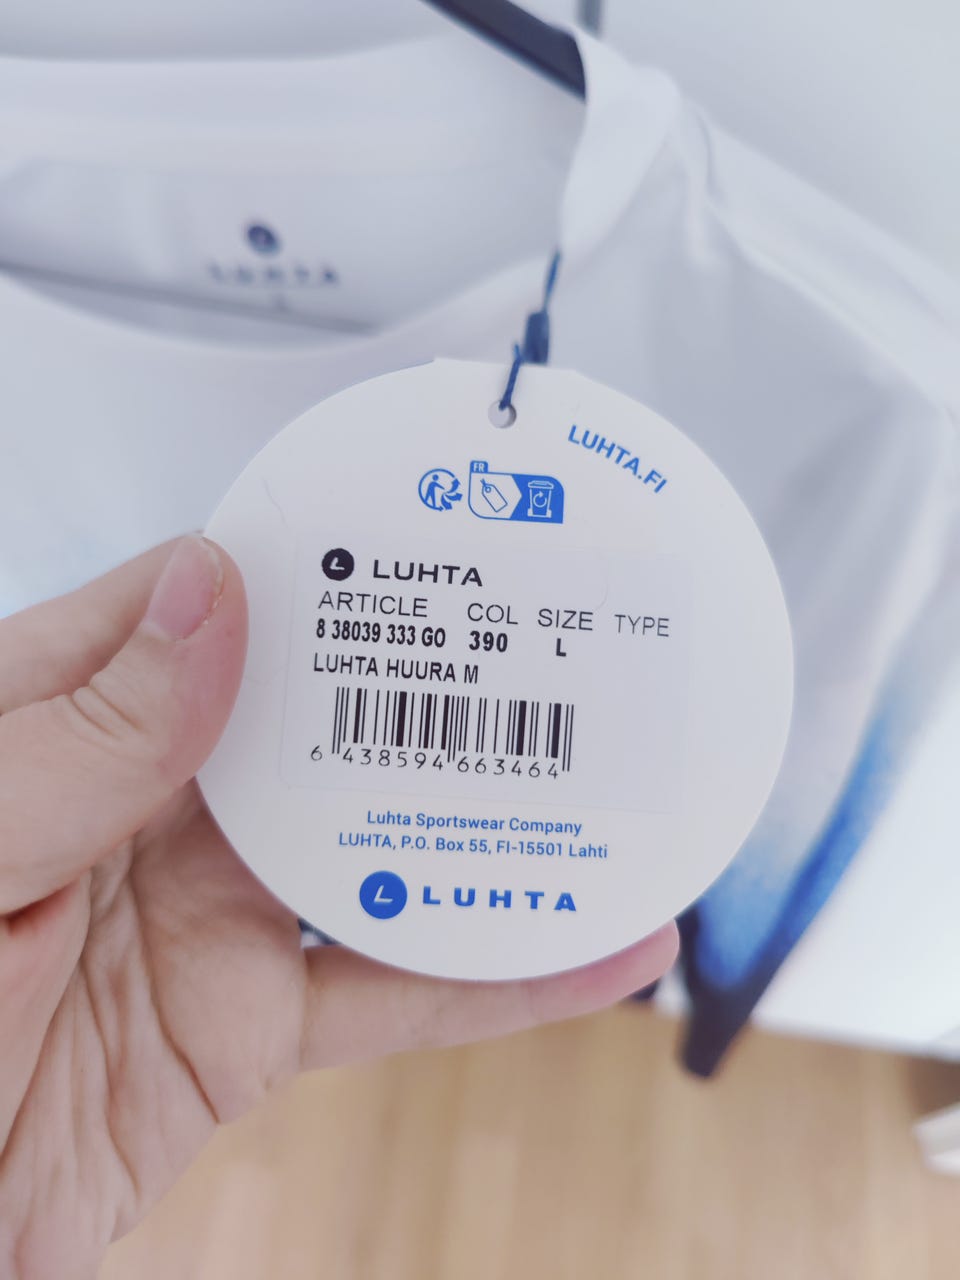 LUHTA
LUHTA.FI
FR
LUHTA
ARTICLE COL SIZE TYPE
8 38039 333 GO 390 L
LUHTA HUURA M
6 438594 663464
Luhta Sportswear Company
LUHTA, P.O. Box 55, FI-15501 Lahti
LUHTA